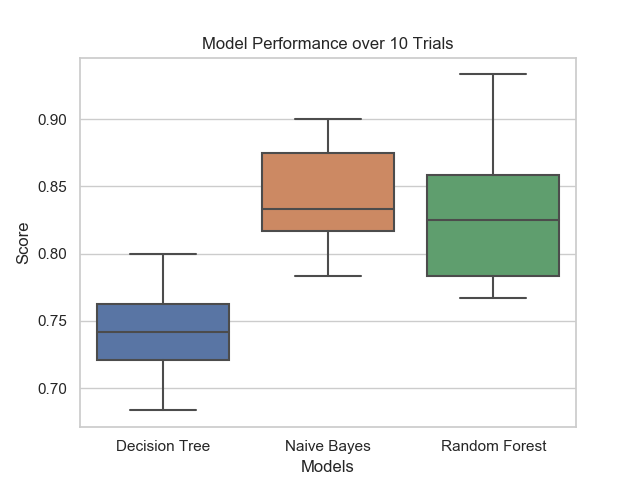 Model Performance over 10 Trials
0.90
0.85
0.80
0.75
0.70
Score
Decision Tree Naive Bayes Random Forest
Models